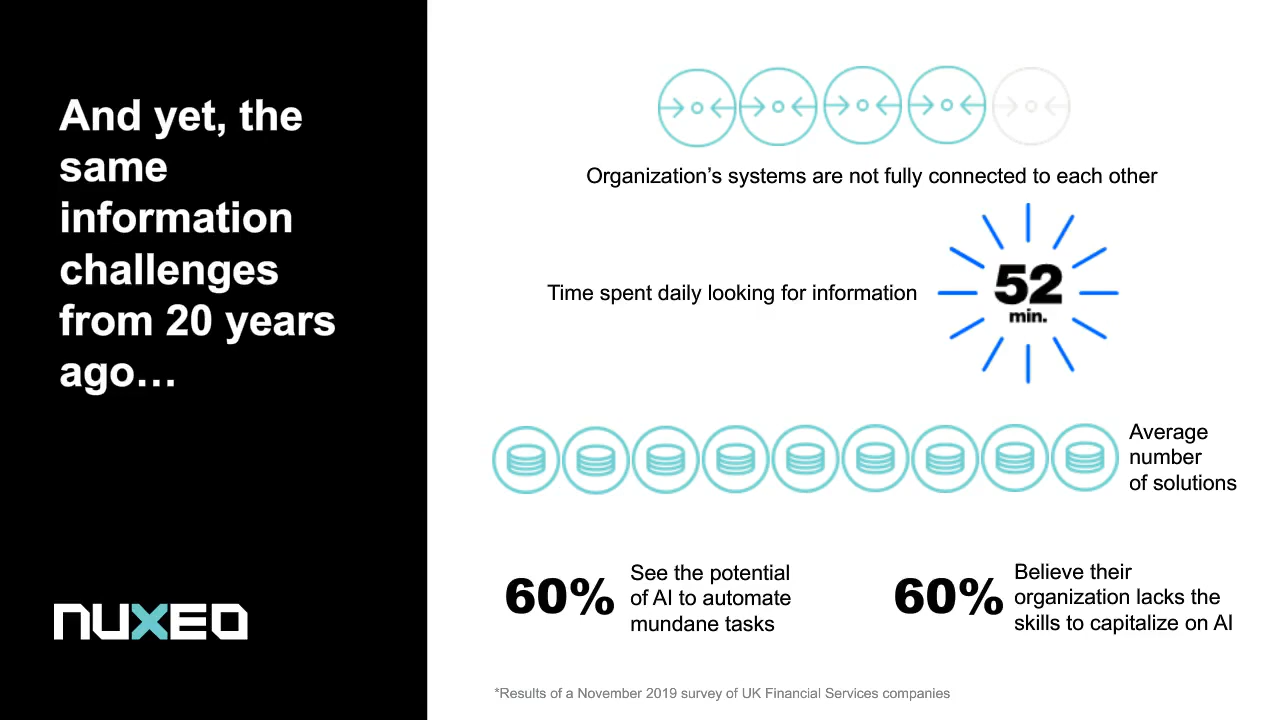 And yet, the
same
information
challenges
from 20 years
ago…
NUXEO
Organization’s systems are not fully connected to each other
Time spent daily looking for information
52
min.
Average
number
of solutions
60%
See the potential
of AI to automate
mundane tasks
60%
Believe their
organization lacks the
skills to capitalize on AI
*Results of a November 2019 survey of UK Financial Services companies